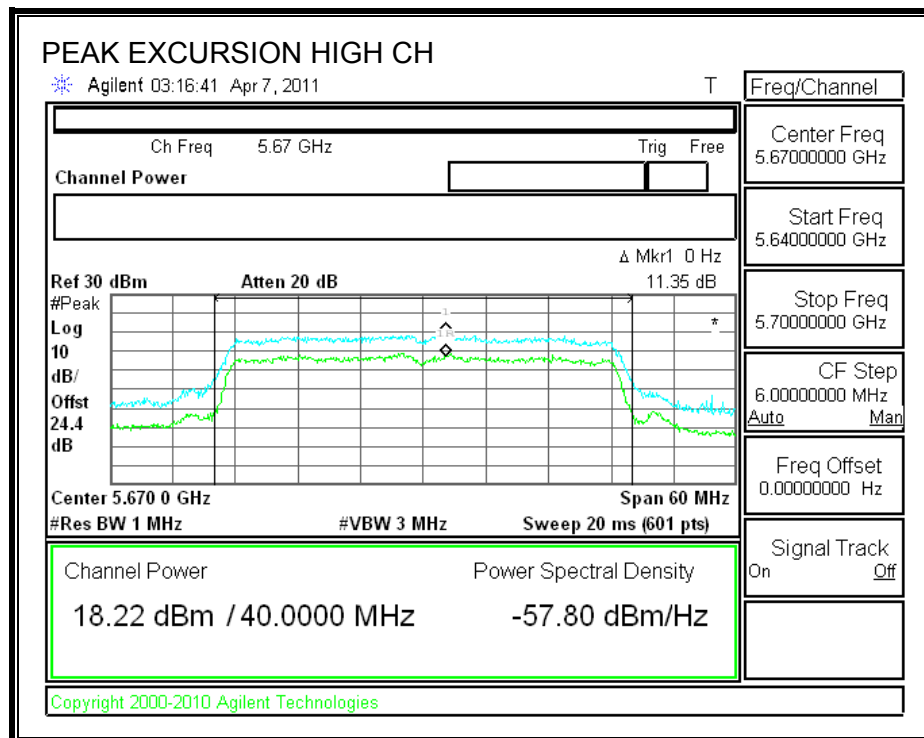 PEAK EXCURSION HIGH CH
Agilent 03:16:41 Apr 7, 2011 T
Freq/Channel
Ch Freq 5.67 GHz Trig Free
Channel Power
Center Freq
5.67000000 GHz
Start Freq
5.64000000 GHz
Δ Mkr1 0 Hz
Ref 30 dBm Atten 20 dB 11.35 dB
#Peak
Log
10
dB/
Offst
24.4
dB
1
1R
*
Stop Freq
5.70000000 GHz
CF Step
6.00000000 MHz
Auto Man
Center 5.670 0 GHz Span 60 MHz
#Res BW 1 MHz #VBW 3 MHz Sweep 20 ms (601 pts)
Freq Offset
0.00000000 Hz
Signal Track
On Off
Channel Power Power Spectral Density
18.22 dBm / 40.0000 MHz -57.80 dBm/Hz
Copyright 2000-2010 Agilent Technologies